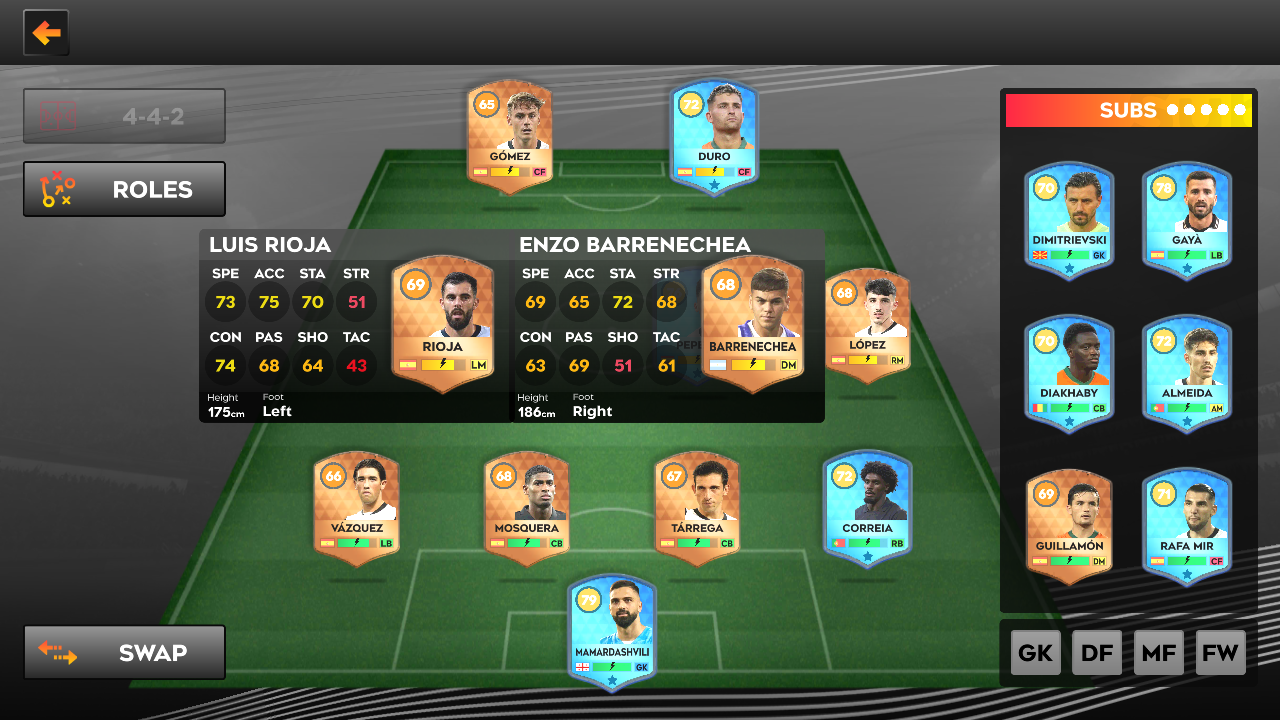 4-4-2
ROLES
SUBS
65
GÓMEZ
CF
72
DURO
CF
LUIS RIOJA
SPE ACC STA STR
73 75 70 51
CON PAS SHO TAC
74 68 64 43
Height Foot
175cm Left
69
RIOJA
LM
ENZO BARRENECHEA
SPE ACC STA STR
69 65 72 68
CON PAS SHO TAC
63 69 51 61
Height Foot
186cm Right
68
BARRENECHEA
DM
68
LÓPEZ
RM
66
VÁZQUEZ
LB
68
MOSQUERA
CB
67
TÁRREGA
CB
72
CORREIA
RB
79
MAMARDASHVILI
GK
70
DIMITRIEVSKI
GK
78
GAYÀ
LB
70
DIAKHABY
CB
72
ALMEIDA
AM
69
GUILLAMÓN
DM
71
RAFA MIR
CF
SWAP
GK DF MF FW